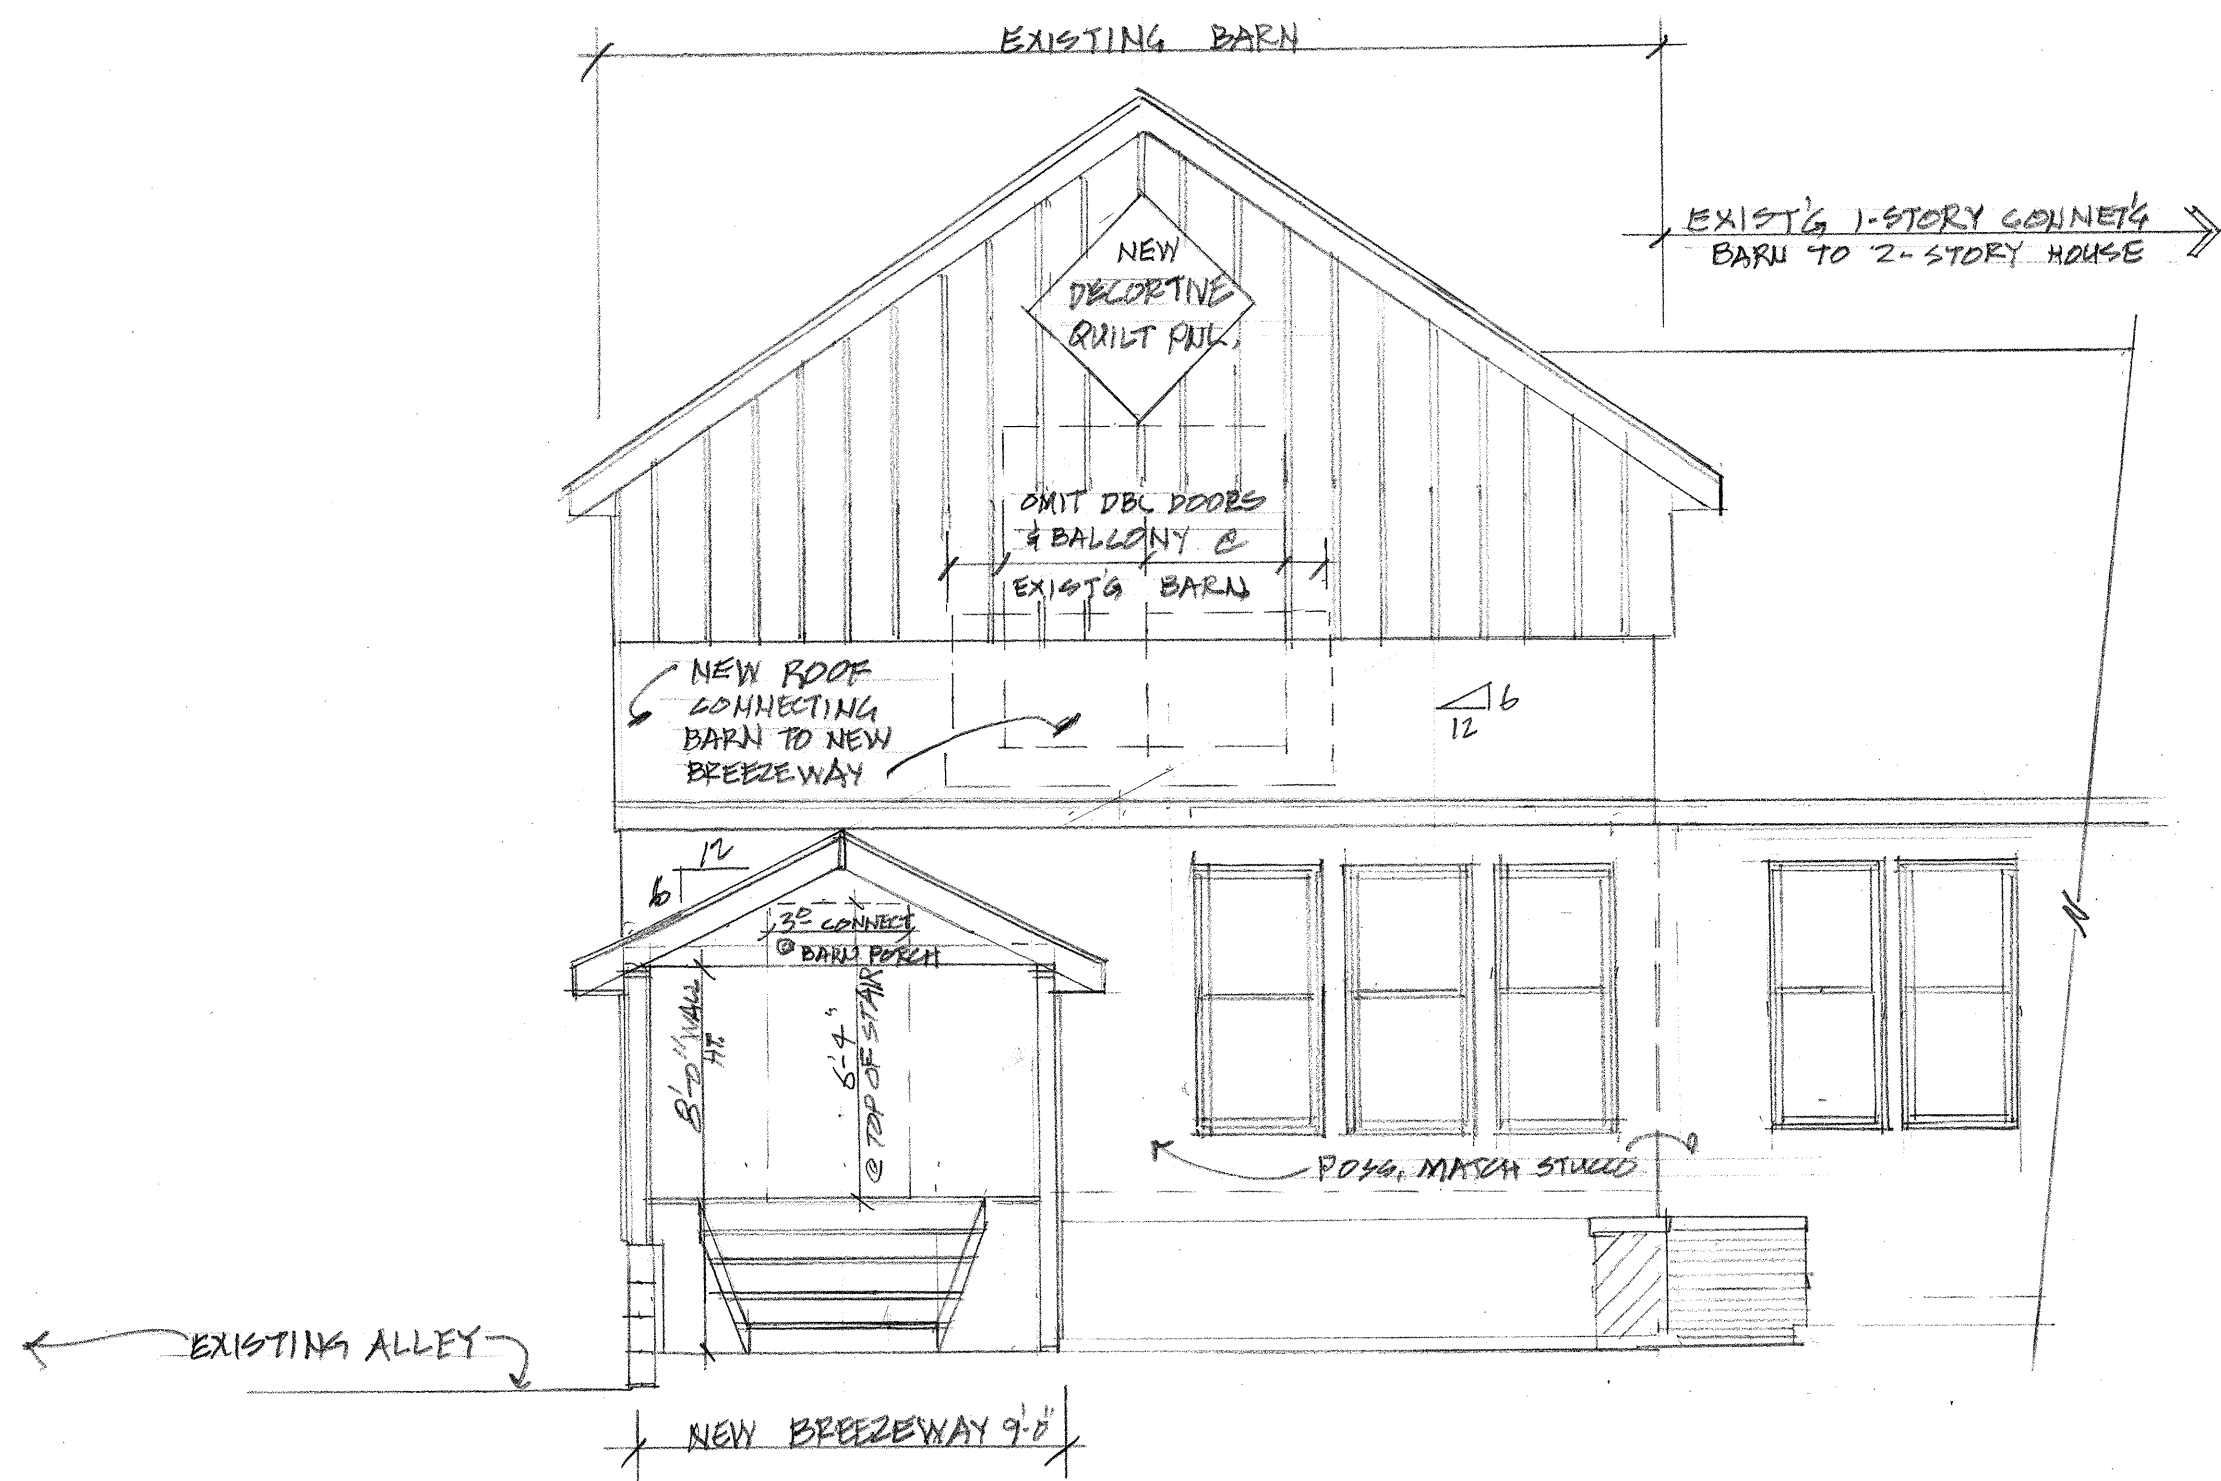 EXISTING BARN
EXIST'G 1-STORY CONNET'G
BARN TO 2-STORY HOUSE
NEW
DECORTIVE
QUILT PNL.
OMIT DBL DOORS
& BALCONY @
EXIST'G BARN
NEW ROOF
CONNECTING
BARN TO NEW
BREEZEWAY
6
12
12
6
3⁰ CONNECT
@ BARN PORCH
8'-0" WALL
HT.
6'-4"
@ TOP OF STAIR
POSS. MATCH STUCCO
EXISTING ALLEY
NEW BREEZEWAY 9'-0"